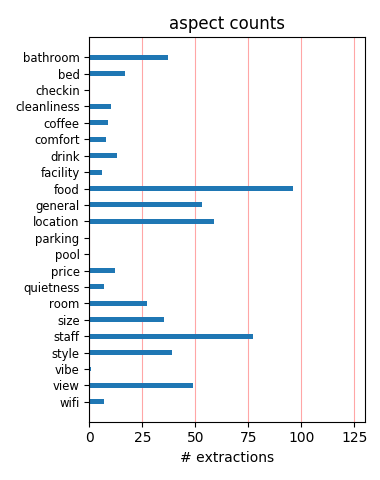 aspect counts
bathroom
bed
checkin
cleanliness
coffee
comfort
drink
facility
food
general
location
parking
pool
price
quietness
room
size
staff
style
vibe
view
wifi
0 25 50 75 100 125
# extractions